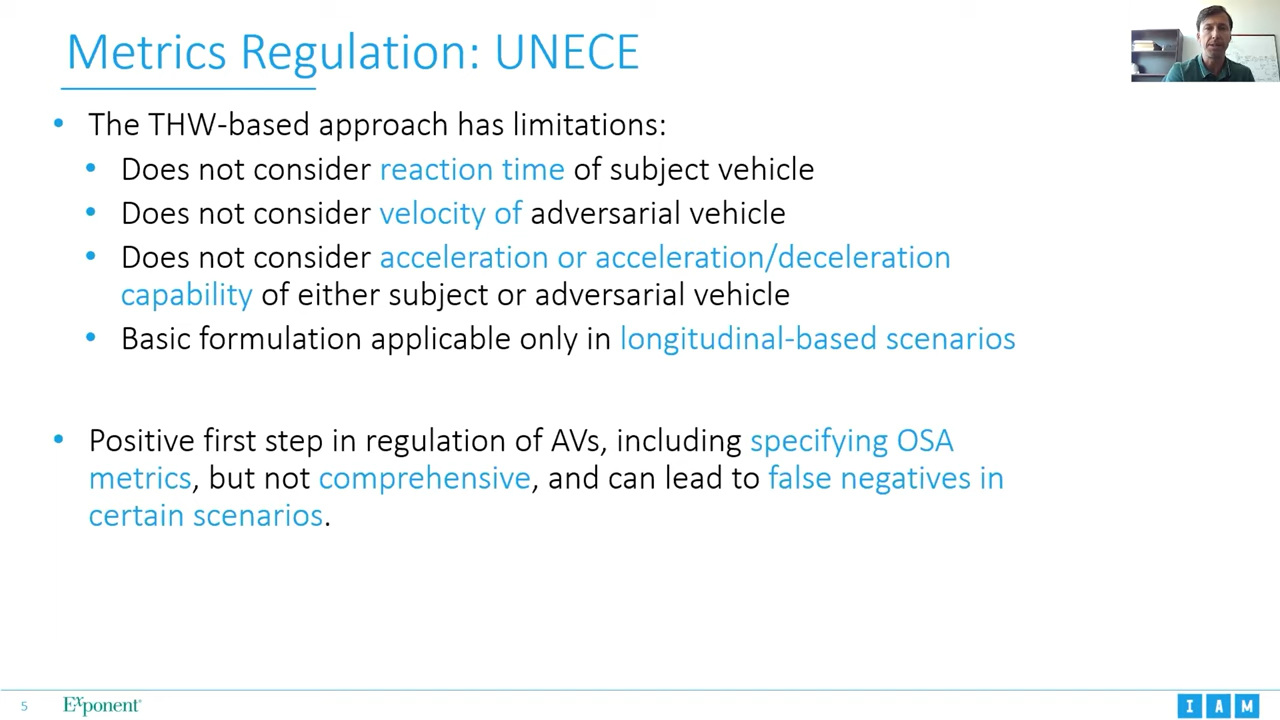 Metrics Regulation: UNECE
• The THW-based approach has limitations:
• Does not consider reaction time of subject vehicle
• Does not consider velocity of adversarial vehicle
• Does not consider acceleration or acceleration/deceleration
capability of either subject or adversarial vehicle
• Basic formulation applicable only in longitudinal-based scenarios
• Positive first step in regulation of AVs, including specifying OSA
metrics, but not comprehensive, and can lead to false negatives in
certain scenarios.
5
Exponent®
I A M